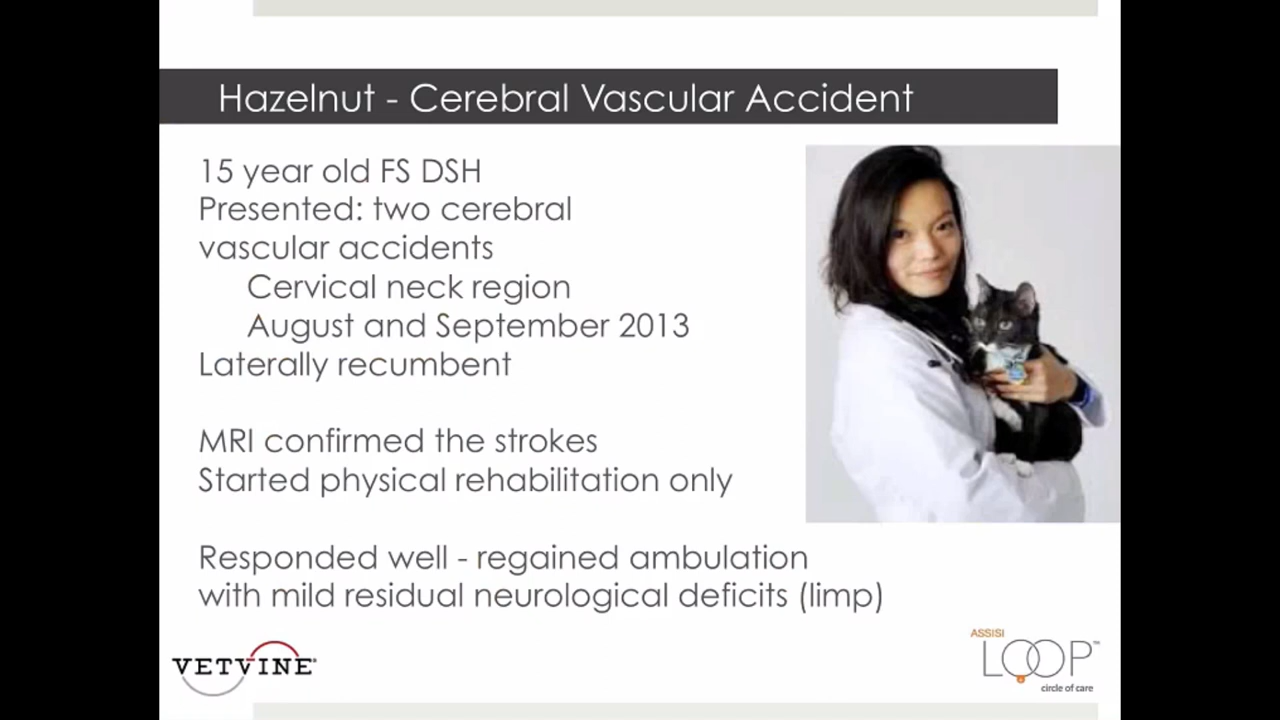 Hazelnut - Cerebral Vascular Accident
15 year old FS DSH
Presented: two cerebral
vascular accidents
Cervical neck region
August and September 2013
Laterally recumbent
MRI confirmed the strokes
Started physical rehabilitation only
Responded well - regained ambulation
with mild residual neurological deficits (limp)
VETVINE®
ASSISI
LOOP™
circle of care